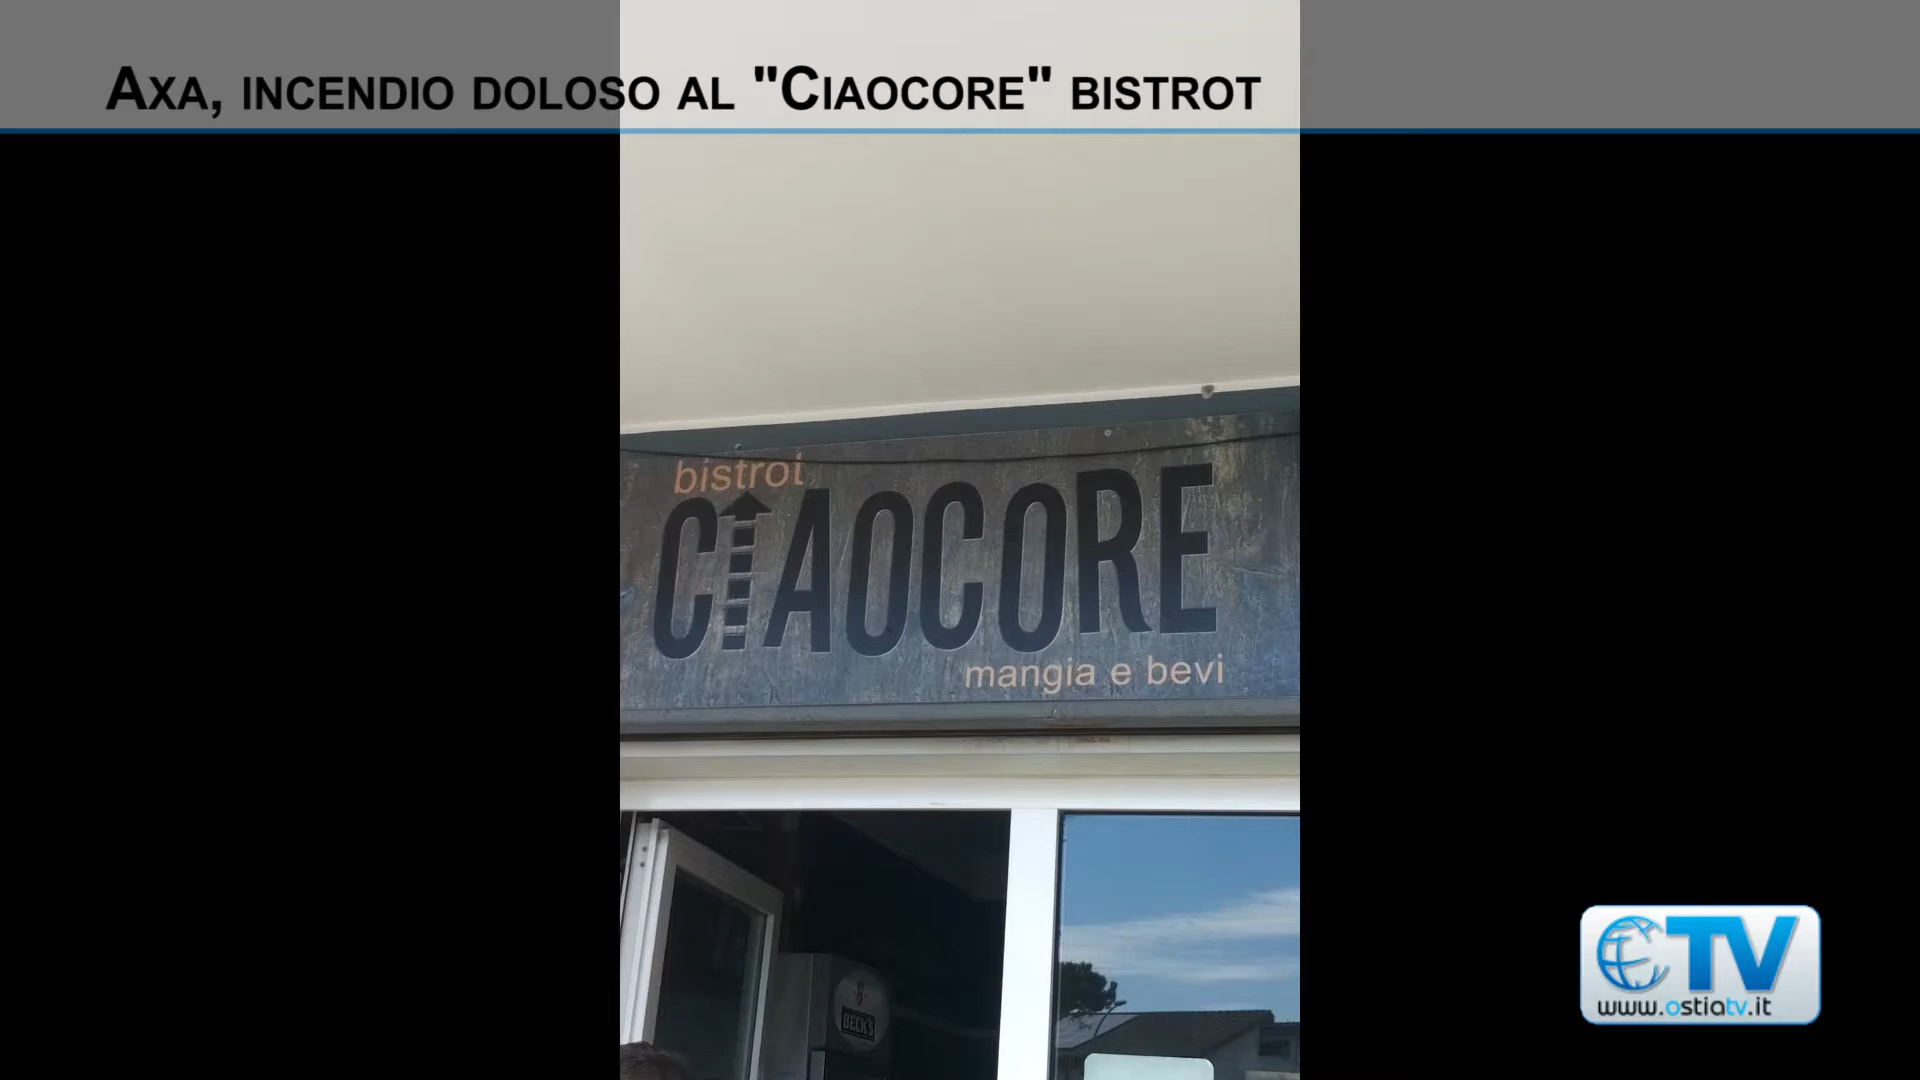 Axa, incendio doloso al "Ciaocore" bistrot
bistrot
CIAOCORE
mangia e bevi
BECK'S
TV
www.ostiatv.it